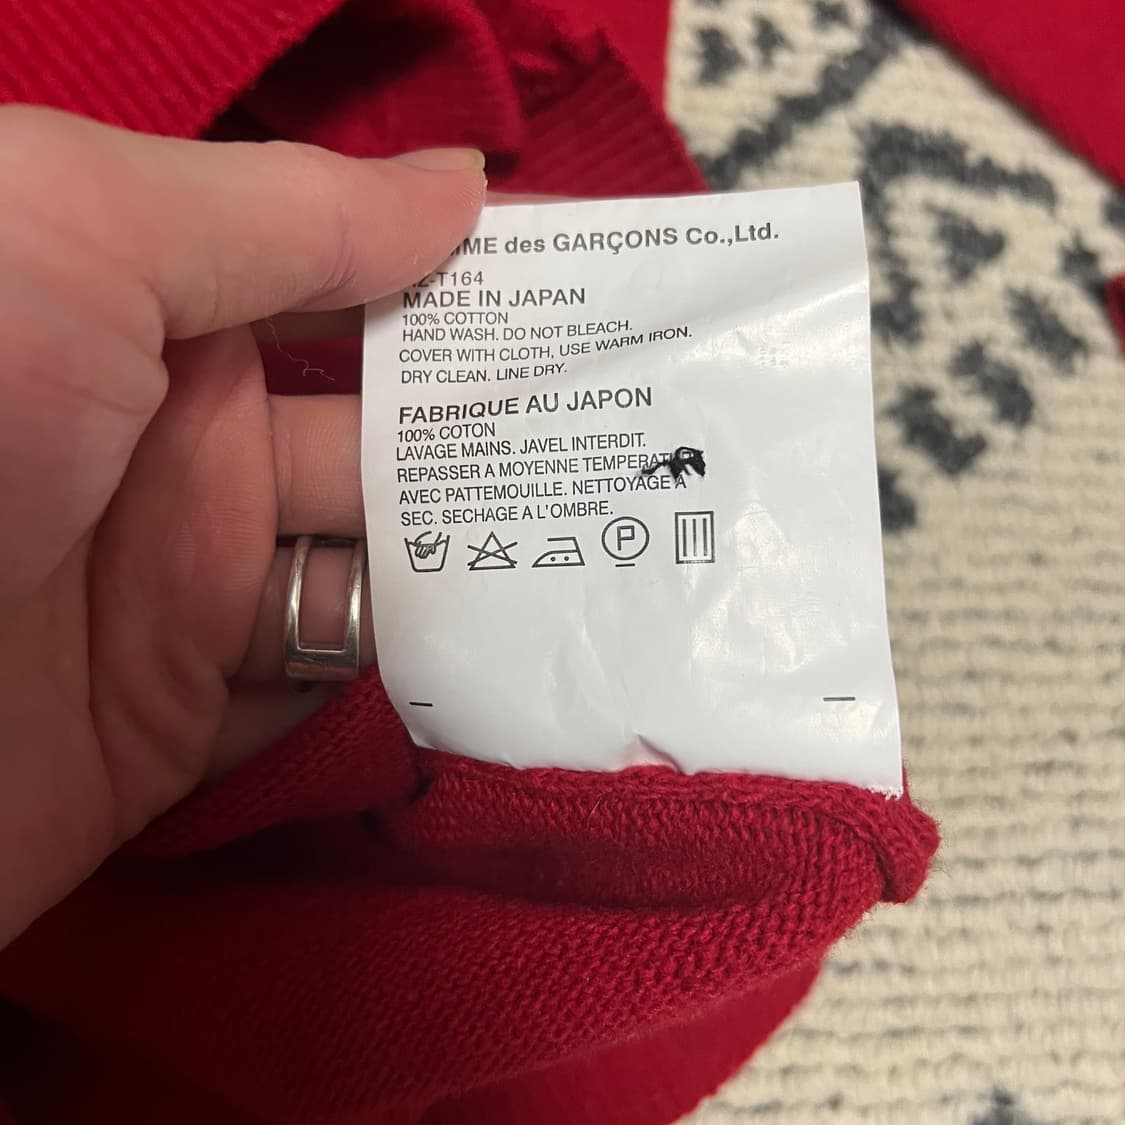 des GARÇONS Co.,Ltd.
MADE IN JAPAN
100% COTTON
HAND WASH. DO NOT BLEACH.
COVER WITH CLOTH, USE WARM IRON.
DRY CLEAN. LINE DRY.
FABRIQUE AU JAPON
100% COTON
LAVAGE MAINS. JAVEL INTERDIT.
REPASSER A MOYENNE
AVEC PATTEMOUILLE. NETTOYAGE A
SEC. SECHAGE A L'OMBRE.
P